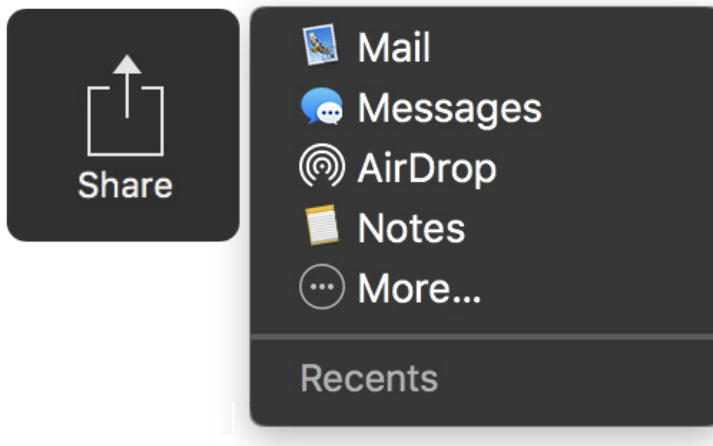 Share
Mail
Messages
AirDrop
Notes
More...
Recents